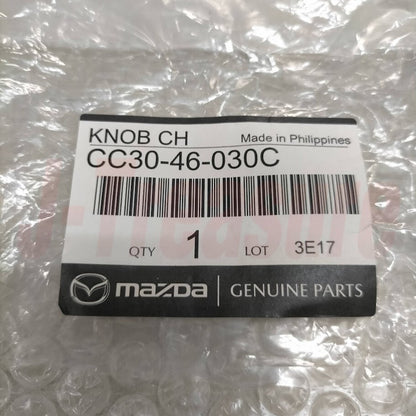 KNOB CH Made in Philippines
CC30-46-030C
QTY 1 LOT 3E17
mazda GENUINE PARTS